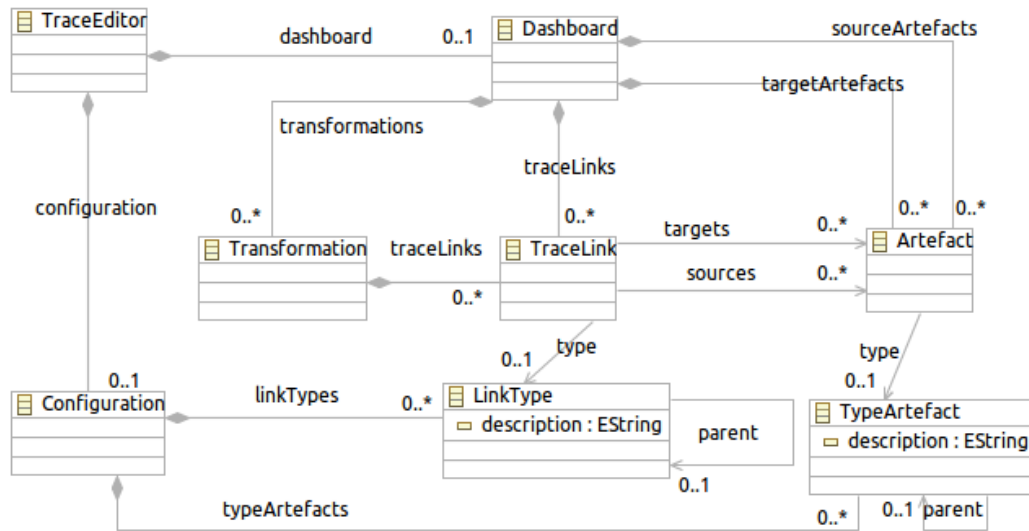 TraceEditor
dashboard
0..1
Dashboard
sourceArtefacts
targetArtefacts
transformations
traceLinks
configuration
0..*
0..*
0..*
0..*
Transformation
traceLinks
0..*
TraceLink
targets
0..*
sources
0..*
Artefact
type
0..1
type
0..1
0..1
Configuration
linkTypes
0..*
LinkType
description : EString
parent
0..1
TypeArtefact
description : EString
typeArtefacts
0..*
0..1
parent